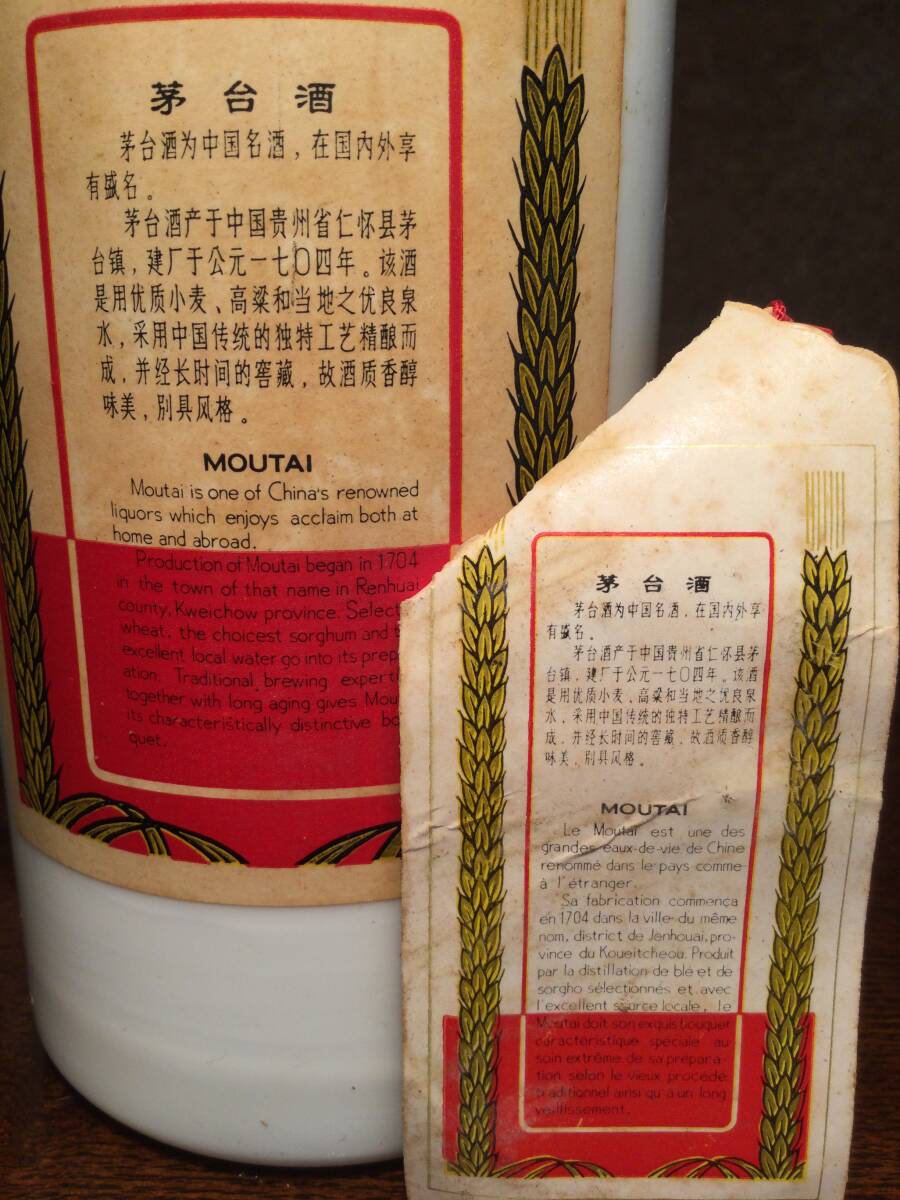 茅台酒
茅台酒为中国名酒，在国内外享
有盛名。
茅台酒产于中国贵州省仁怀县茅
台镇，建厂于公元一七〇四年。该酒
是用优质小麦、高粱和当地之优良泉
水，采用中国传统的独特工艺精酿而
成，并经长时间的窖藏，故酒质香醇
味美，别具风格。
MOUTAI
Moutai is one of China's renowned
liquors which enjoys acclaim both at
home and abroad.
Production of Moutai began in 1704
in the town of that name in Renhuai
county, Kweichow province. Select
wheat, the choicest sorghum and
excellent local water go into its prep
ation. Traditional brewing expert
together with long aging gives Mou
its characteristically distinctive bo
quet.
茅台酒
茅台酒为中国名酒，在国内外享
有盛名。
茅台酒产于中国贵州省仁怀县茅
台镇，建厂于公元一七〇四年。该酒
是用优质小麦，高粱和当地之优良泉
水，采用中国传统的独特工艺精酿而
成，并经长时间的窖藏，故酒质香醇
味美，别具风格。
MOUTAI
Le Moutai est une des
grandes eaux-de-vie de Chine
renommé dans le pays comme
à l'étranger.
Sa fabrication commença
en 1704 dans la ville du même
nom, district de Jenhouai, pro-
vince du Koueitcheou. Produit
par la distillation de blé et de
sorgho sélectionnés et avec
l'excellent source locale, le
Moutai doit son exquis bouquet
caractéristique spéciale au
soin extrême de sa prépara-
tion selon le vieux procédé
traditionnel ainsi qu'à un long
vieillissement.